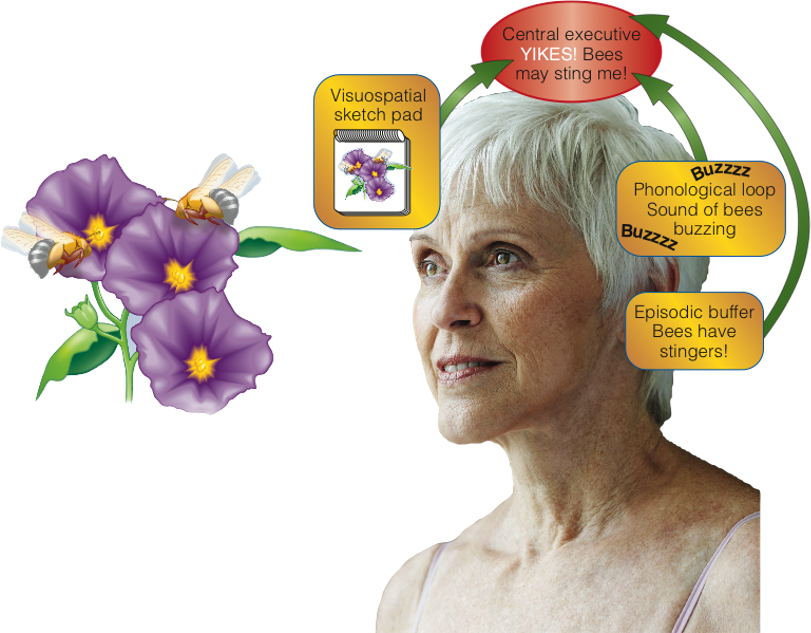 Central executive
YIKES! Bees
may sting me!
Visuospatial
sketch pad
Buzzzz
Phonological loop
Sound of bees
buzzing
Buzzzz
Episodic buffer
Bees have
stingers!